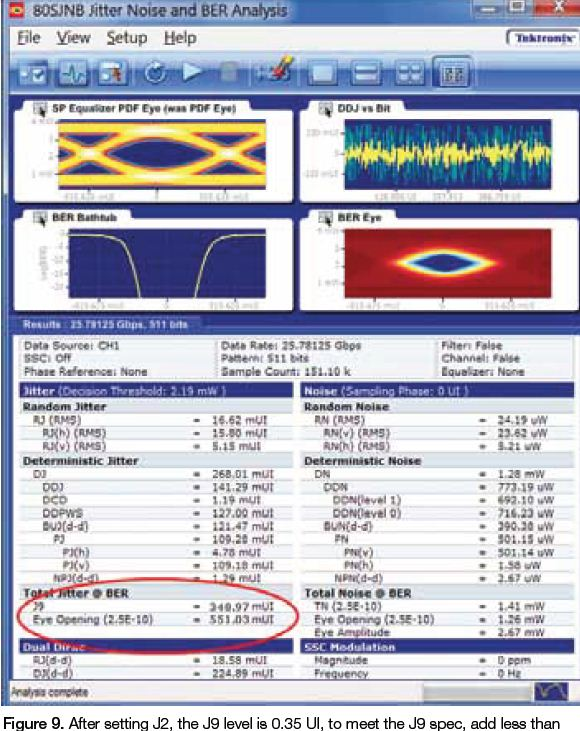 80SJNB Jitter Noise and BER Analysis
File View Setup Help
Tektronix
SP Equalizer PDF Eye (was PDF Eye)
DDJ vs Bit
BER Bathtub
BER Eye
Results : 25.78125 Gbps, 511 bits
Data Source: CH1 Data Rate: 25.78125 Gbps Filter: False
SSC: Off Pattern: 511 bits Channel: False
Phase Reference: None Sample Count: 151.10 k Equalizer: None
Jitter (Decision Threshold: 2.19 mW ) Noise (Sampling Phase: 0 UI )
Random Jitter Random Noise
RJ (RMS) = 16.62 mUI RN (RMS) = 24.19 uW
RJ(h) (RMS) = 15.80 mUI RN(v) (RMS) = 23.62 uW
RJ(v) (RMS) = 5.15 mUI RN(h) (RMS) = 5.21 uW
Deterministic Jitter Deterministic Noise
DJ = 268.01 mUI DN = 1.28 mW
DDJ = 141.29 mUI DDN = 773.19 uW
DCD = 1.19 mUI DDN(level 1) = 692.10 uW
DDPWS = 127.00 mUI DDN(level 0) = 716.23 uW
BUJ(d-d) = 121.47 mUI BUN(d-d) = 390.38 uW
PJ = 109.28 mUI PN = 501.15 uW
PJ(h) = 4.78 mUI PN(v) = 501.14 uW
PJ(v) = 109.18 mUI PN(h) = 1.58 uW
NPJ(d-d) = 1.29 mUI NPN(d-d) = 2.67 uW
Total Jitter @ BER Total Noise @ BER
J9 = 348.97 mUI TN (2.5E-10) = 1.41 mW
Eye Opening (2.5E-10) = 551.03 mUI Eye Opening (2.5E-10) = 1.26 mW
Eye Amplitude = 2.67 mW
Dual Dirac SSC Modulation
RJ(d-d) = 18.58 mUI Magnitude = 0 ppm
DJ(d-d) = 224.89 mUI Frequency = 0 Hz
Analysis complete
Figure 9. After setting J2, the J9 level is 0.35 UI, to meet the J9 spec, add less than